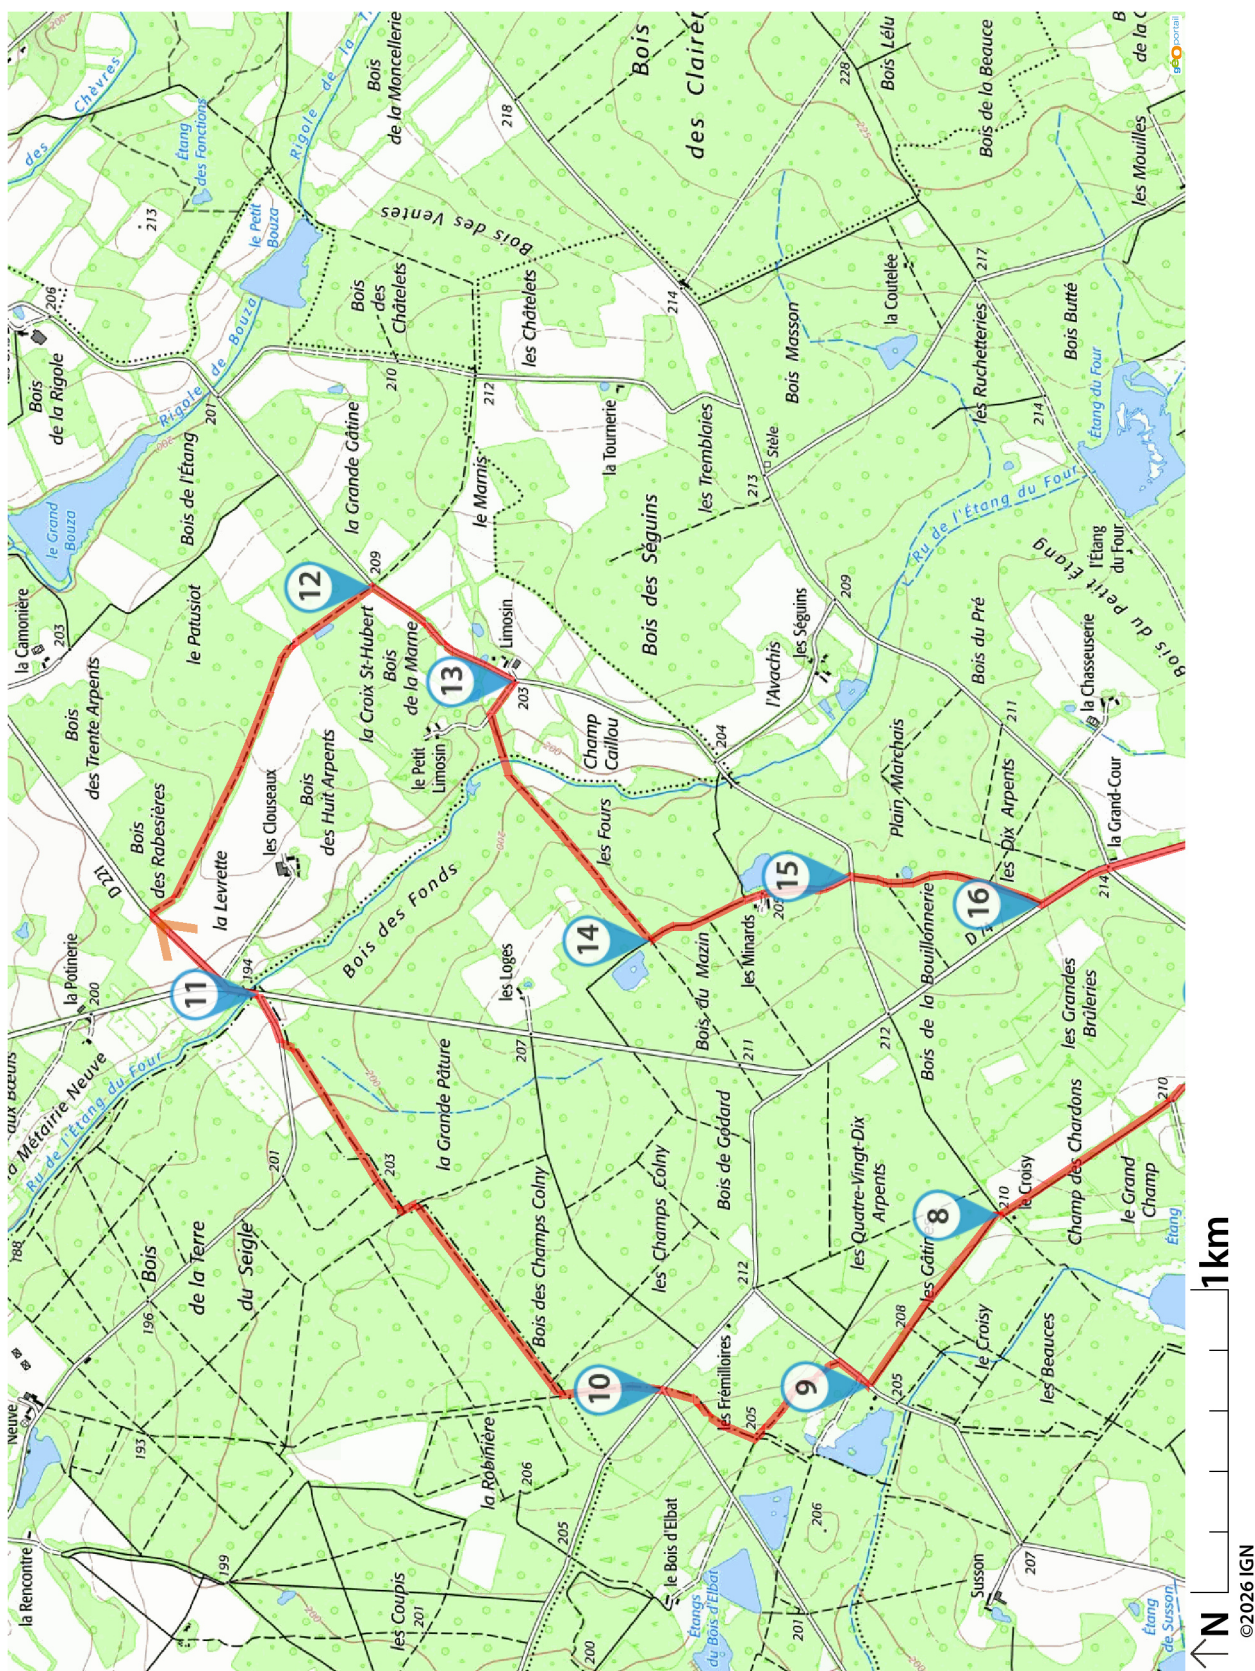 des Chèvres
Étang
des Fonctions
Rigole de la
Bois
de la Moncellerie
218
Bois
des Clairer
228
Bois Lélu
Bois de la Beauce
225
geoportail
les Mouilles
213
le Petit
Bouza
Bois des Ventes
206
Bois
de la Rigole
Rigole de Bouza
Bois
des
Châtelets
les Châtelets
214
Bois Masson
la Coutelée
217
les Ruchetteries
Bois Butté
Étang du Four
201
210
212
la Tournerie
les Tremblaies
Stèle
213
214
le Grand
Bouza
200
Bois de l'Étang
la Grande Gâtine
le Marnis
Bois des Séguins
Ru de l'Étang du Four
l'Étang
du Four
Bois du Petit Étang
la Camonière
203
le Patusiot
12
209
la Croix St-Hubert
Bois
de la Marne
13
Limosin
203
les Séguins
209
l'Avachis
Bois du Pré
la Chasseuserie
Bois
des Trente Arpents
Bois
des Rabesières
D 221
la Levrette
les Clouseaux
Bois
des Huit Arpents
le Petit
Limosin
200
Champ
Caillou
204
Plain Marchais
211
les Dix Arpents
la Grand-Cour
214
Bois des Fonds
200
les Fours
14
15
les Minards
16
la Potinerie
200
11
194
les Loges
Bois du Mazin
Bois de la Bouillonnerie
les Grandes
Brûleries
la Métairie Neuve
Ru de l'Étang du Four
200
207
211
212
la Grande Pâture
203
201
188
Bois
de la Terre
du Seigle
196
Bois des Champs Colny
les Champs Colny
Bois de Godard
les Quatre-Vingt-Dix
Arpents
8
210
le Croisy
Champ des Chardons
le Grand
Champ
210
Étang
212
les Frémilloires
208
le Croisy
les Beauces
Neuve
193
la Robinière
206
10
205
9
205
la Rencontre
199
200
les Coupis
201
205
200
le Bois d'Elbat
Étangs
du Bois d'Elbat
206
201
Susson
207
Étang
de Susson
N
1km
©2026 IGN